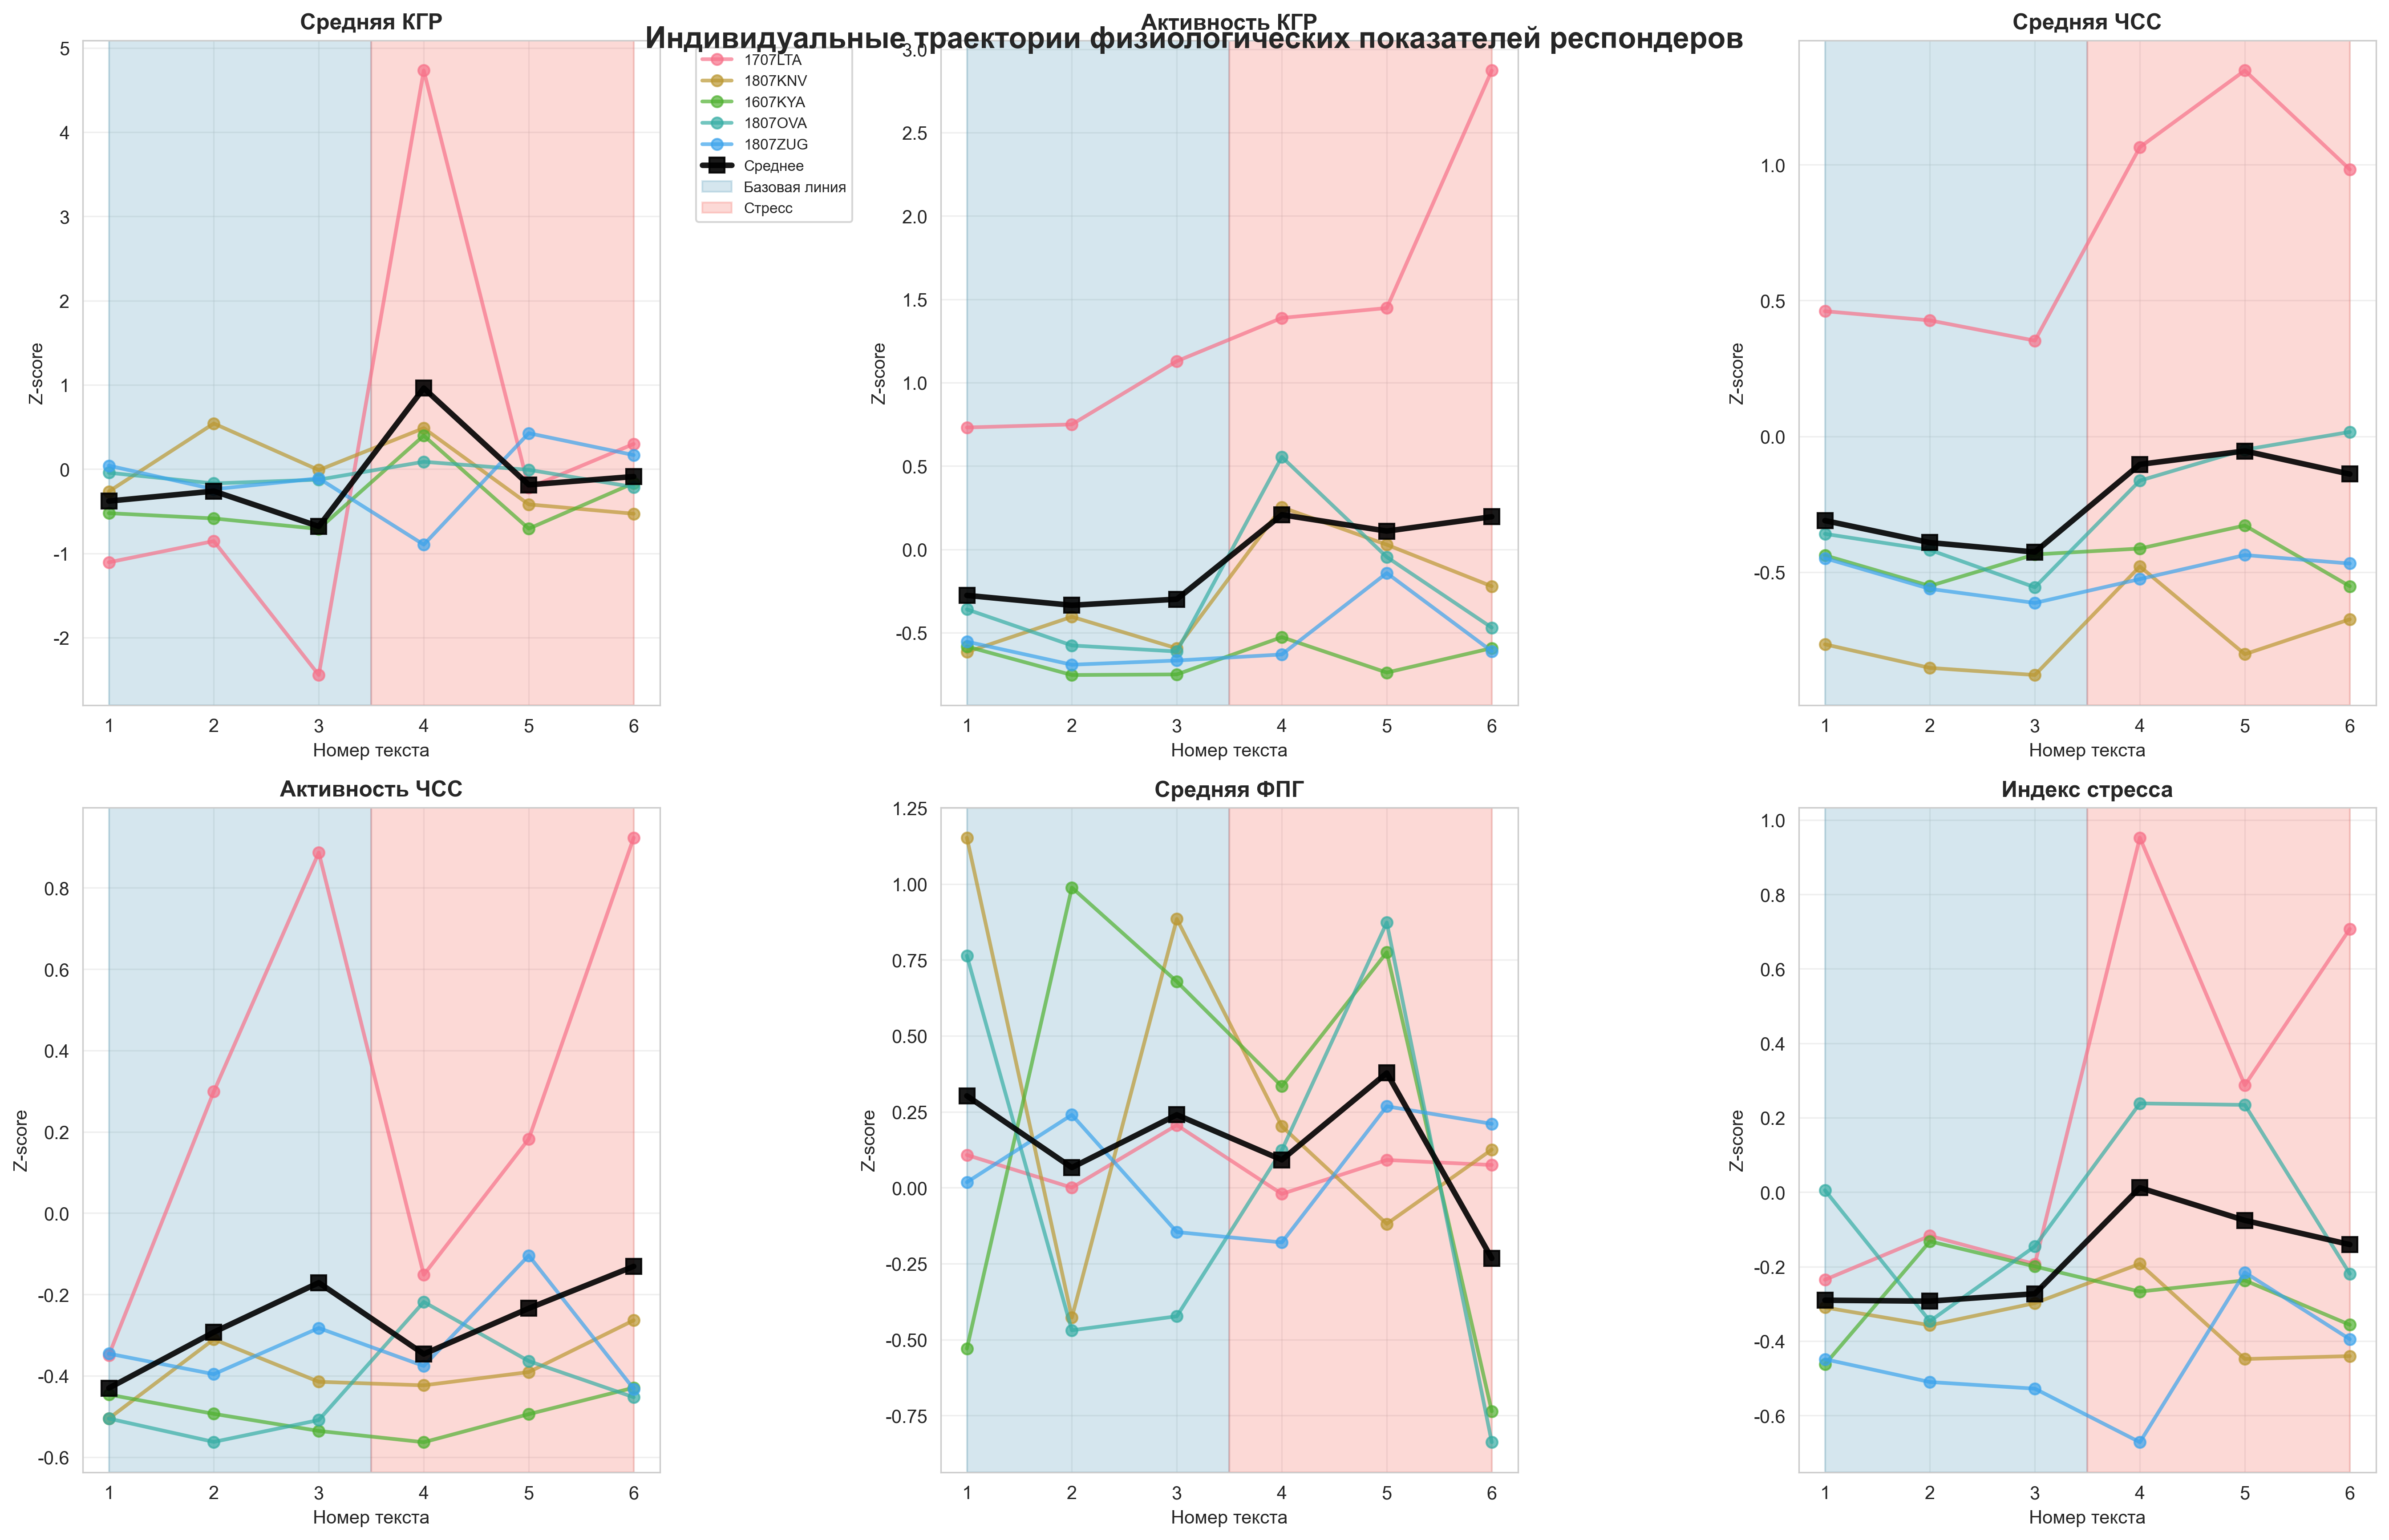 Индивидуальные траектории физиологических показателей респондеров
Средняя КГР
5
4
3
2
1
0
-1
-2
Z-score
1 2 3 4 5 6
Номер текста
1707LTA
1807KNV
1607KYA
1807OVA
1807ZUG
Среднее
Базовая линия
Стресс
Активность КГР
3.0
2.5
2.0
1.5
1.0
0.5
0.0
-0.5
Z-score
1 2 3 4 5 6
Номер текста
Средняя ЧСС
1.0
0.5
0.0
-0.5
Z-score
1 2 3 4 5 6
Номер текста
Активность ЧСС
0.8
0.6
0.4
0.2
0.0
-0.2
-0.4
-0.6
Z-score
1 2 3 4 5 6
Номер текста
Средняя ФПГ
1.25
1.00
0.75
0.50
0.25
0.00
-0.25
-0.50
-0.75
Z-score
1 2 3 4 5 6
Номер текста
Индекс стресса
1.0
0.8
0.6
0.4
0.2
0.0
-0.2
-0.4
-0.6
Z-score
1 2 3 4 5 6
Номер текста